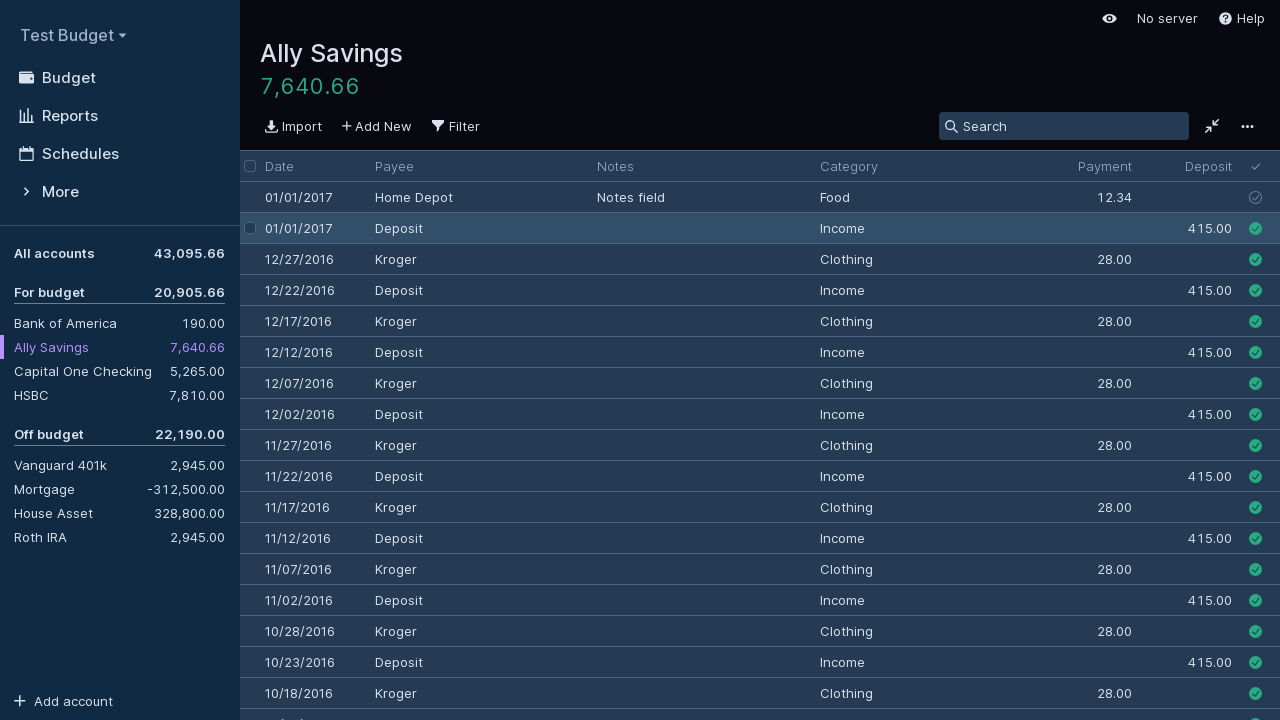 Test Budget
Budget
Reports
Schedules
More
All accounts 43,095.66
For budget 20,905.66
Bank of America 190.00
Ally Savings 7,640.66
Capital One Checking 5,265.00
HSBC 7,810.00
Off budget 22,190.00
Vanguard 401k 2,945.00
Mortgage -312,500.00
House Asset 328,800.00
Roth IRA 2,945.00
Add account
No server Help
Ally Savings
7,640.66
Import Add New Filter Search
Date Payee Notes Category Payment Deposit
01/01/2017 Home Depot Notes field Food 12.34
01/01/2017 Deposit Income 415.00
12/27/2016 Kroger Clothing 28.00
12/22/2016 Deposit Income 415.00
12/17/2016 Kroger Clothing 28.00
12/12/2016 Deposit Income 415.00
12/07/2016 Kroger Clothing 28.00
12/02/2016 Deposit Income 415.00
11/27/2016 Kroger Clothing 28.00
11/22/2016 Deposit Income 415.00
11/17/2016 Kroger Clothing 28.00
11/12/2016 Deposit Income 415.00
11/07/2016 Kroger Clothing 28.00
11/02/2016 Deposit Income 415.00
10/28/2016 Kroger Clothing 28.00
10/23/2016 Deposit Income 415.00
10/18/2016 Kroger Clothing 28.00